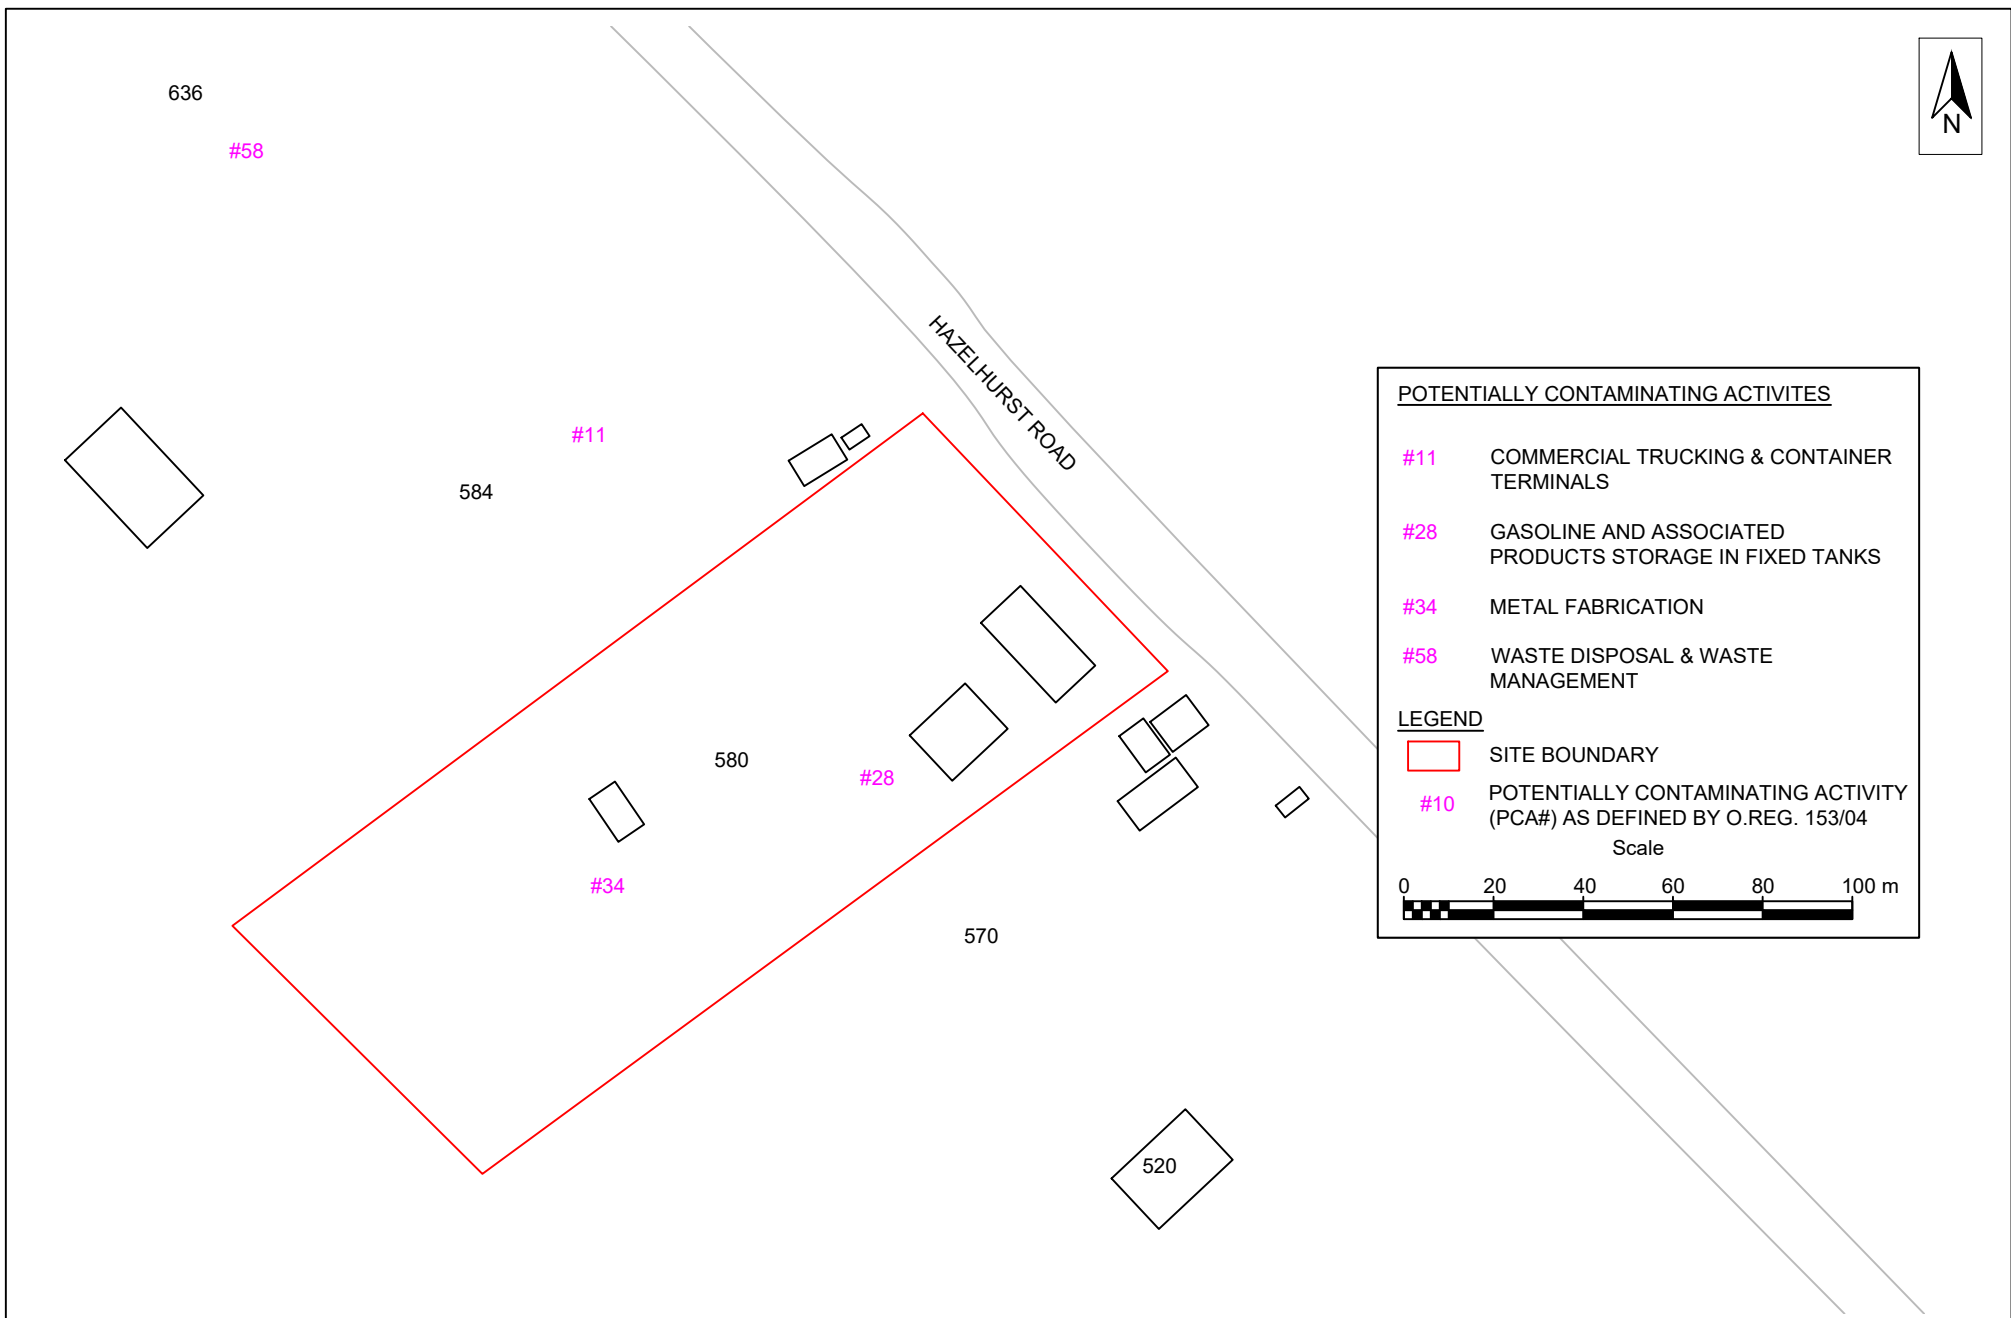 636
#58
N
HAZELHURST ROAD
#11
584
580
#28
#34
570
520
POTENTIALLY CONTAMINATING ACTIVITES
#11 COMMERCIAL TRUCKING & CONTAINER
TERMINALS
#28 GASOLINE AND ASSOCIATED
PRODUCTS STORAGE IN FIXED TANKS
#34 METAL FABRICATION
#58 WASTE DISPOSAL & WASTE
MANAGEMENT
LEGEND
SITE BOUNDARY
#10 POTENTIALLY CONTAMINATING ACTIVITY
(PCA#) AS DEFINED BY O.REG. 153/04
Scale
0 20 40 60 80 100 m